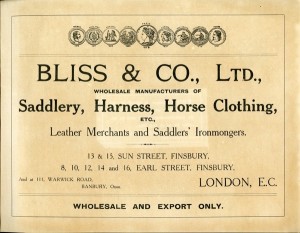 BLISS & CO., LTD.,
WHOLESALE MANUFACTURERS OF
Saddlery, Harness, Horse Clothing,
ETC.,
Leather Merchants and Saddlers' Ironmongers.
13 & 15, SUN STREET, FINSBURY,
8, 10, 12, 14 and 16, EARL STREET, FINSBURY,
And at 111, WARWICK ROAD,
BANBURY, Oxon.
LONDON, E.C.
WHOLESALE AND EXPORT ONLY.